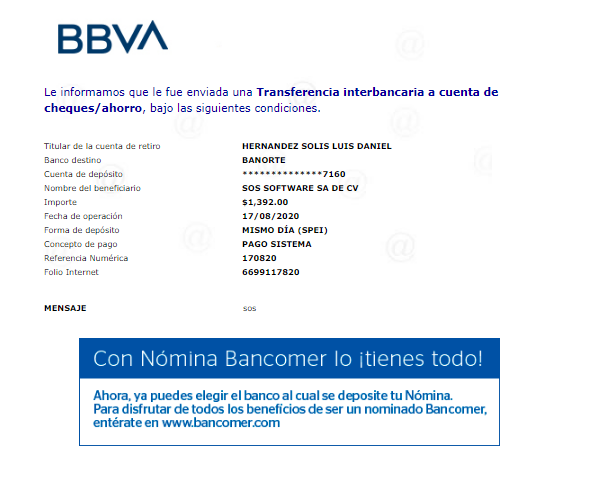 BBVA
Le informamos que le fue enviada una Transferencia interbancaria a cuenta de
cheques/ahorro, bajo las siguientes condiciones.
Titular de la cuenta de retiro HERNANDEZ SOLIS LUIS DANIEL
Banco destino BANORTE
Cuenta de depósito **************7160
Nombre del beneficiario SOS SOFTWARE SA DE CV
Importe $1,392.00
Fecha de operación 17/08/2020
Forma de depósito MISMO DÍA (SPEI)
Concepto de pago PAGO SISTEMA
Referencia Numérica 170820
Folio Internet 6699117820
MENSAJE sos
Con Nómina Bancomer lo ¡tienes todo!
Ahora, ya puedes elegir el banco al cual se deposite tu Nómina.
Para disfrutar de todos los beneficios de ser un nominado Bancomer,
entérate en www.bancomer.com